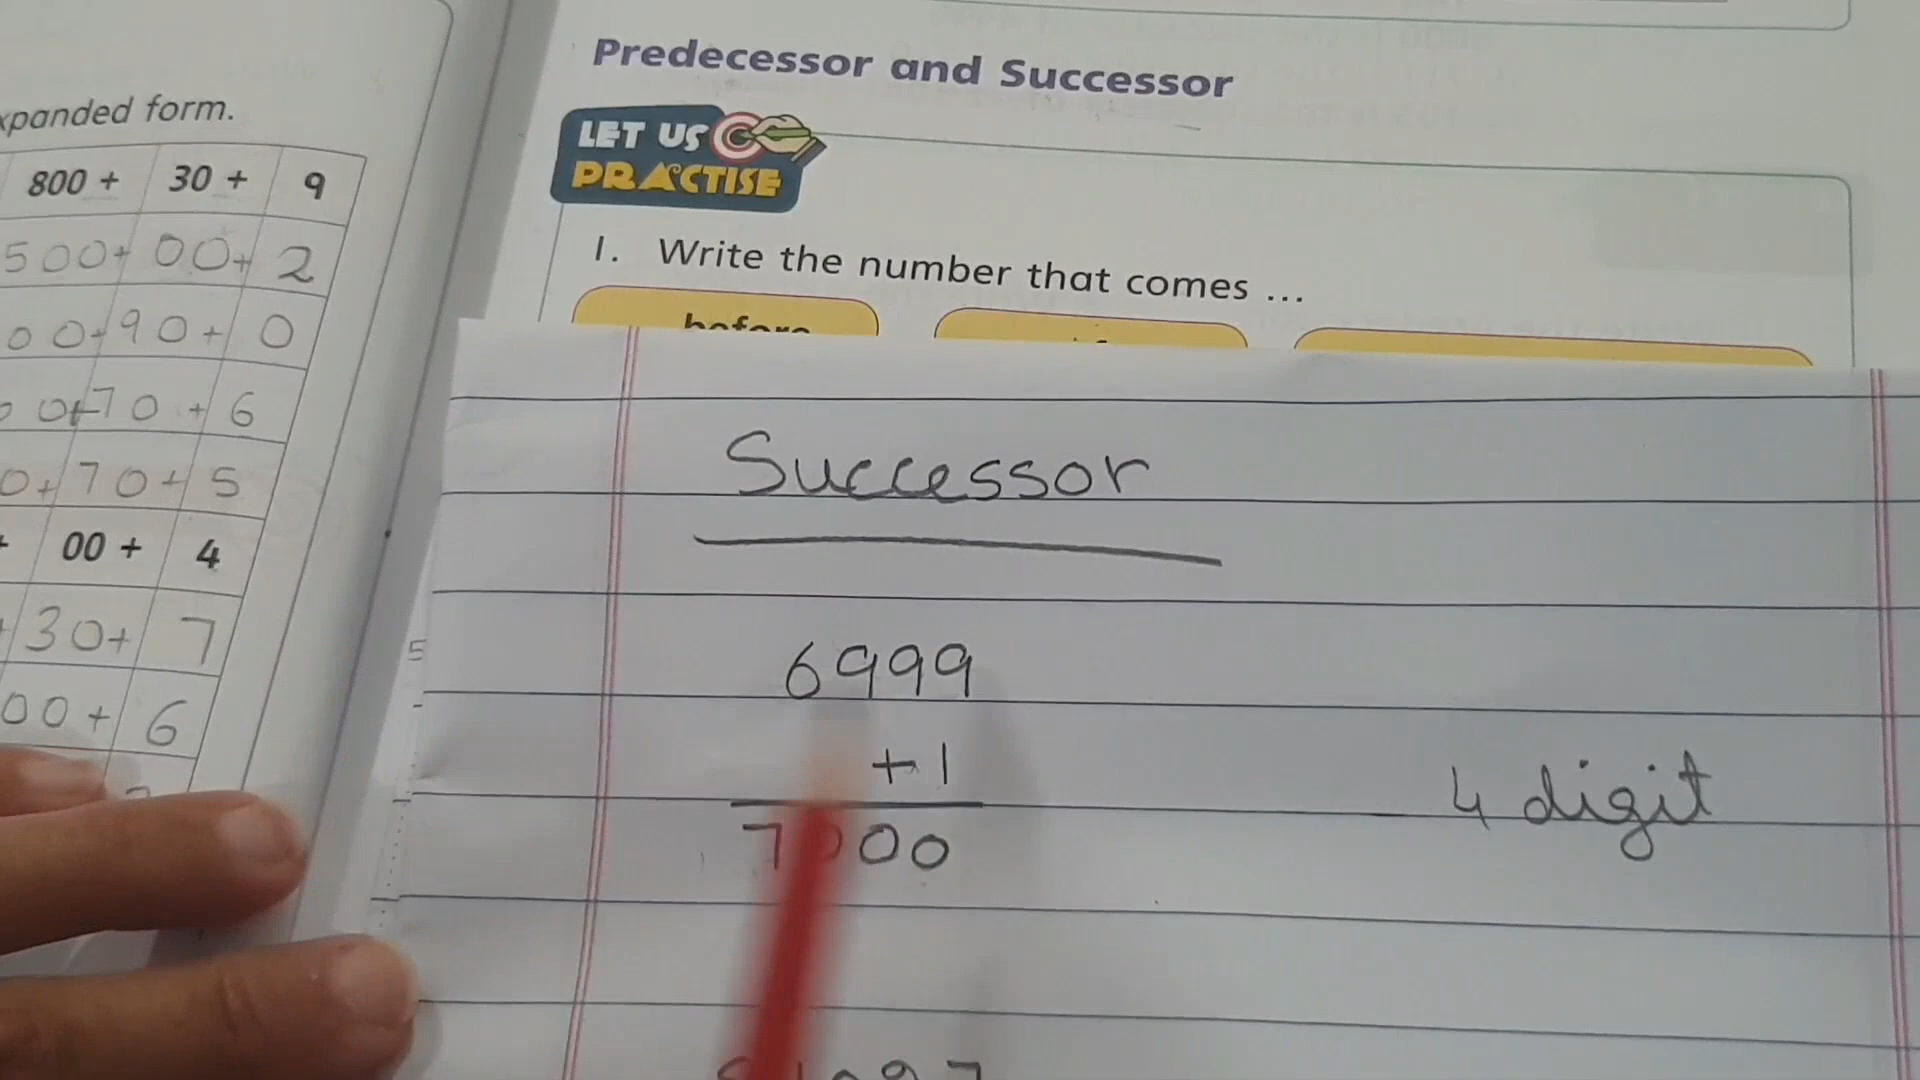 expanded form.
800 + 30 + 9
500+ 00+ 2
00+ 90+ 0
0+ 70 + 6
0+ 70+ 5
+ 00 + 4
+ 30+ 7
00+ 6
Predecessor and Successor
LET US
PRACTISE
1. Write the number that comes ...
before
Successor
6999
+1
7000
4 digit